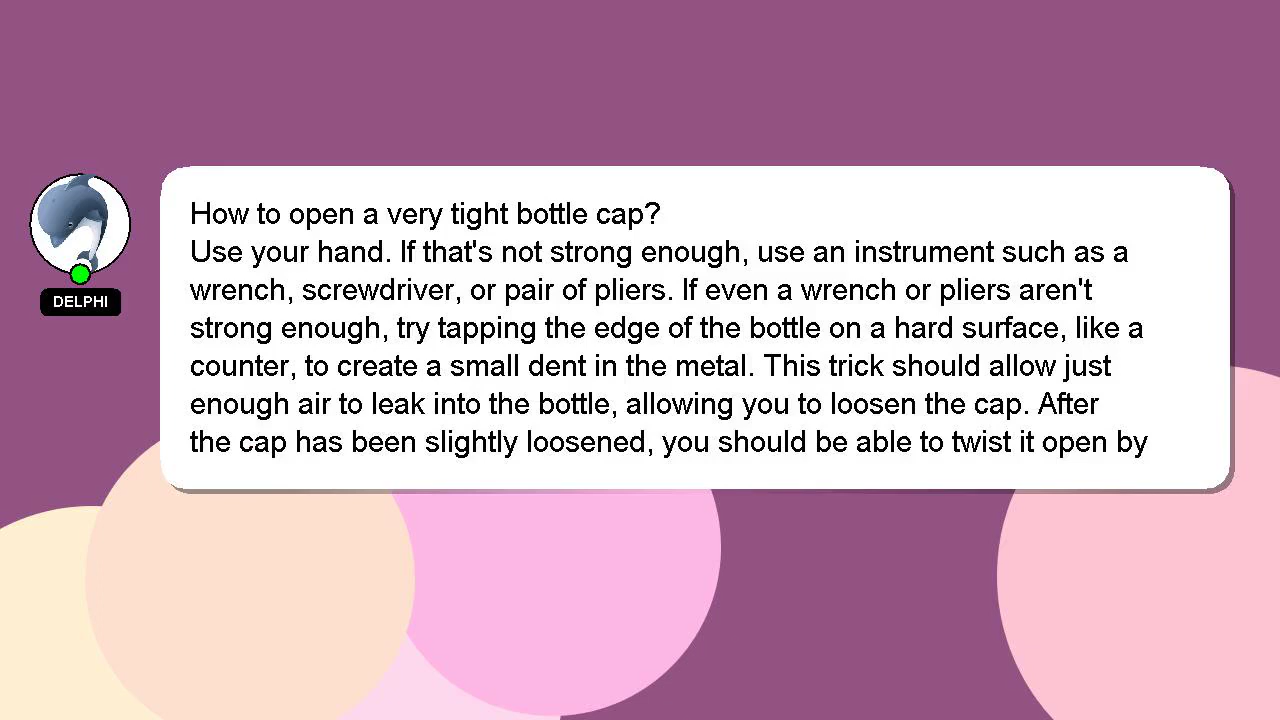 How to open a very tight bottle cap?
Use your hand. If that's not strong enough, use an instrument such as a
wrench, screwdriver, or pair of pliers. If even a wrench or pliers aren't
strong enough, try tapping the edge of the bottle on a hard surface, like a
counter, to create a small dent in the metal. This trick should allow just
enough air to leak into the bottle, allowing you to loosen the cap. After
the cap has been slightly loosened, you should be able to twist it open by
DELPHI